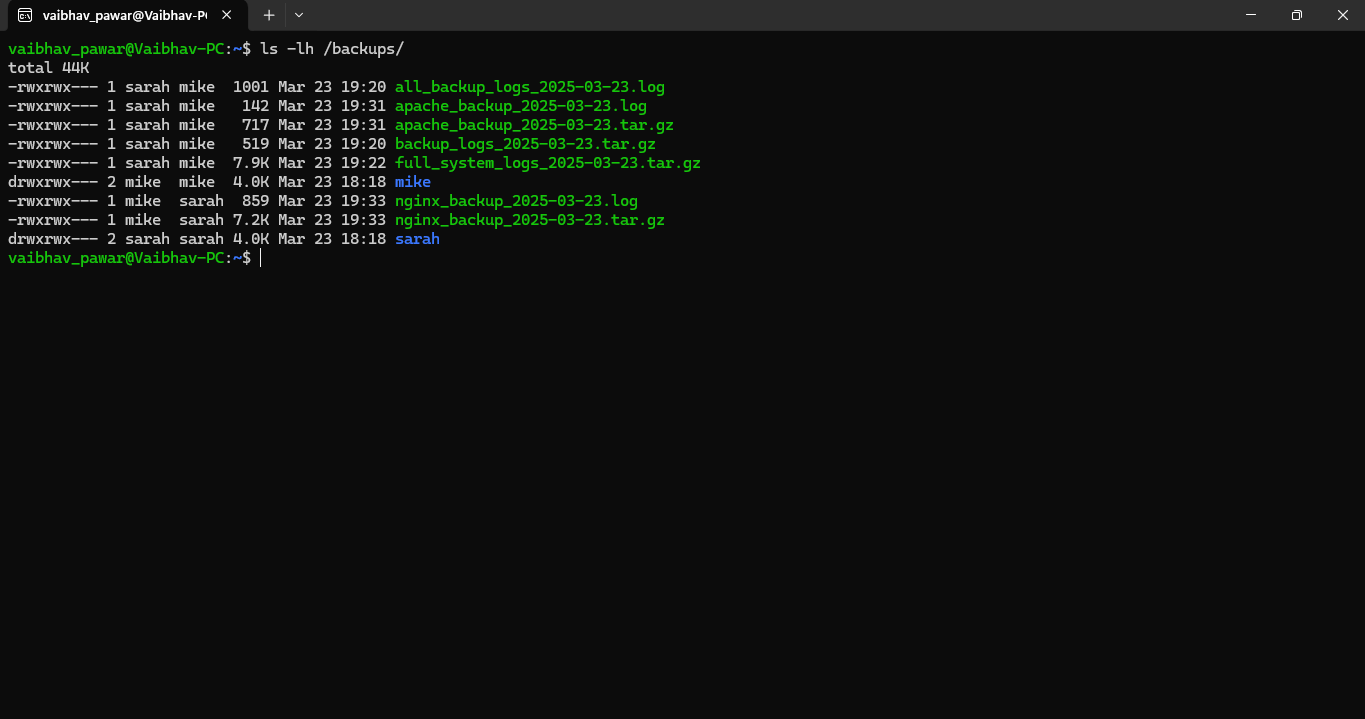 vaibhav_pawar@Vaibhav-P
vaibhav_pawar@Vaibhav-PC:~$ ls -lh /backups/
total 44K
-rwxrwx--- 1 sarah mike  1001 Mar 23 19:20 all_backup_logs_2025-03-23.log
-rwxrwx--- 1 sarah mike   142 Mar 23 19:31 apache_backup_2025-03-23.log
-rwxrwx--- 1 sarah mike   717 Mar 23 19:31 apache_backup_2025-03-23.tar.gz
-rwxrwx--- 1 sarah mike   519 Mar 23 19:20 backup_logs_2025-03-23.tar.gz
-rwxrwx--- 1 sarah mike  7.9K Mar 23 19:22 full_system_logs_2025-03-23.tar.gz
drwxrwx--- 2 mike  mike  4.0K Mar 23 18:18 mike
-rwxrwx--- 1 mike  sarah  859 Mar 23 19:33 nginx_backup_2025-03-23.log
-rwxrwx--- 1 mike  sarah 7.2K Mar 23 19:33 nginx_backup_2025-03-23.tar.gz
drwxrwx--- 2 sarah sarah 4.0K Mar 23 18:18 sarah
vaibhav_pawar@Vaibhav-PC:~$